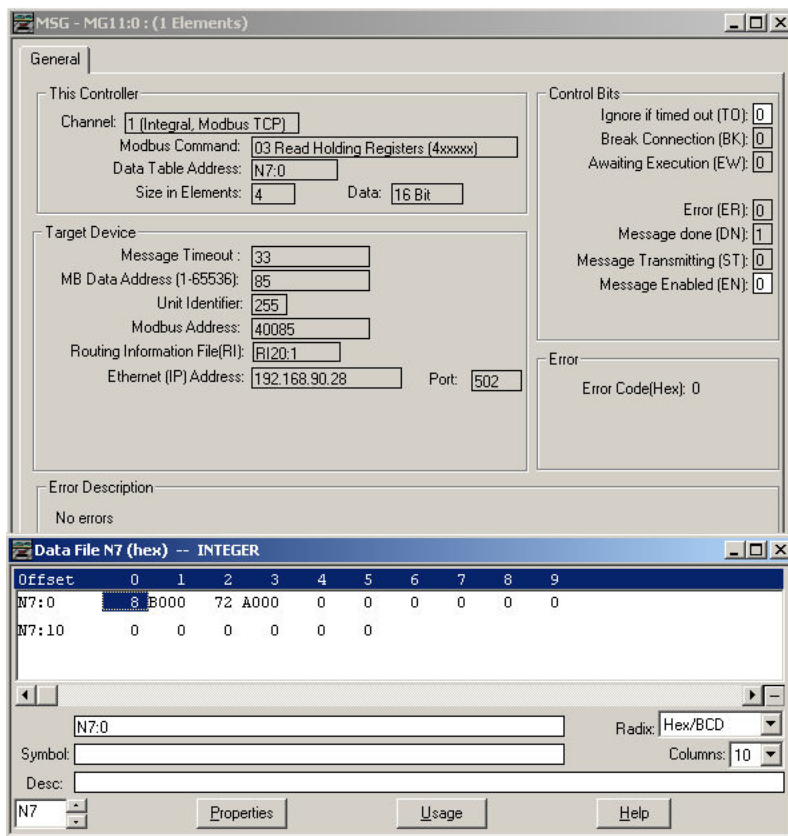 MSG - MG11:0 : (1 Elements)
General
This Controller
Channel: 1 (Integral, Modbus TCP)
Modbus Command: 03 Read Holding Registers (4xxxxx)
Data Table Address: N7:0
Size in Elements: 4 Data: 16 Bit
Target Device
Message Timeout : 33
MB Data Address (1-65536): 85
Unit Identifier: 255
Modbus Address: 40085
Routing Information File(RI): RI20:1
Ethernet (IP) Address: 192.168.90.28 Port: 502
Control Bits
Ignore if timed out (TO): 0
Break Connection (BK): 0
Awaiting Execution (EW): 0
Error (ER): 0
Message done (DN): 1
Message Transmitting (ST): 0
Message Enabled (EN): 0
Error
Error Code(Hex): 0
Error Description
No errors
Data File N7 (hex) -- INTEGER
Offset 0 1 2 3 4 5 6 7 8 9
N7:0 8 B000 72 A000 0 0 0 0 0 0
N7:10 0 0 0 0 0 0
N7:0
Radix: Hex/BCD
Symbol:
Columns: 10
Desc:
N7 Properties Usage Help